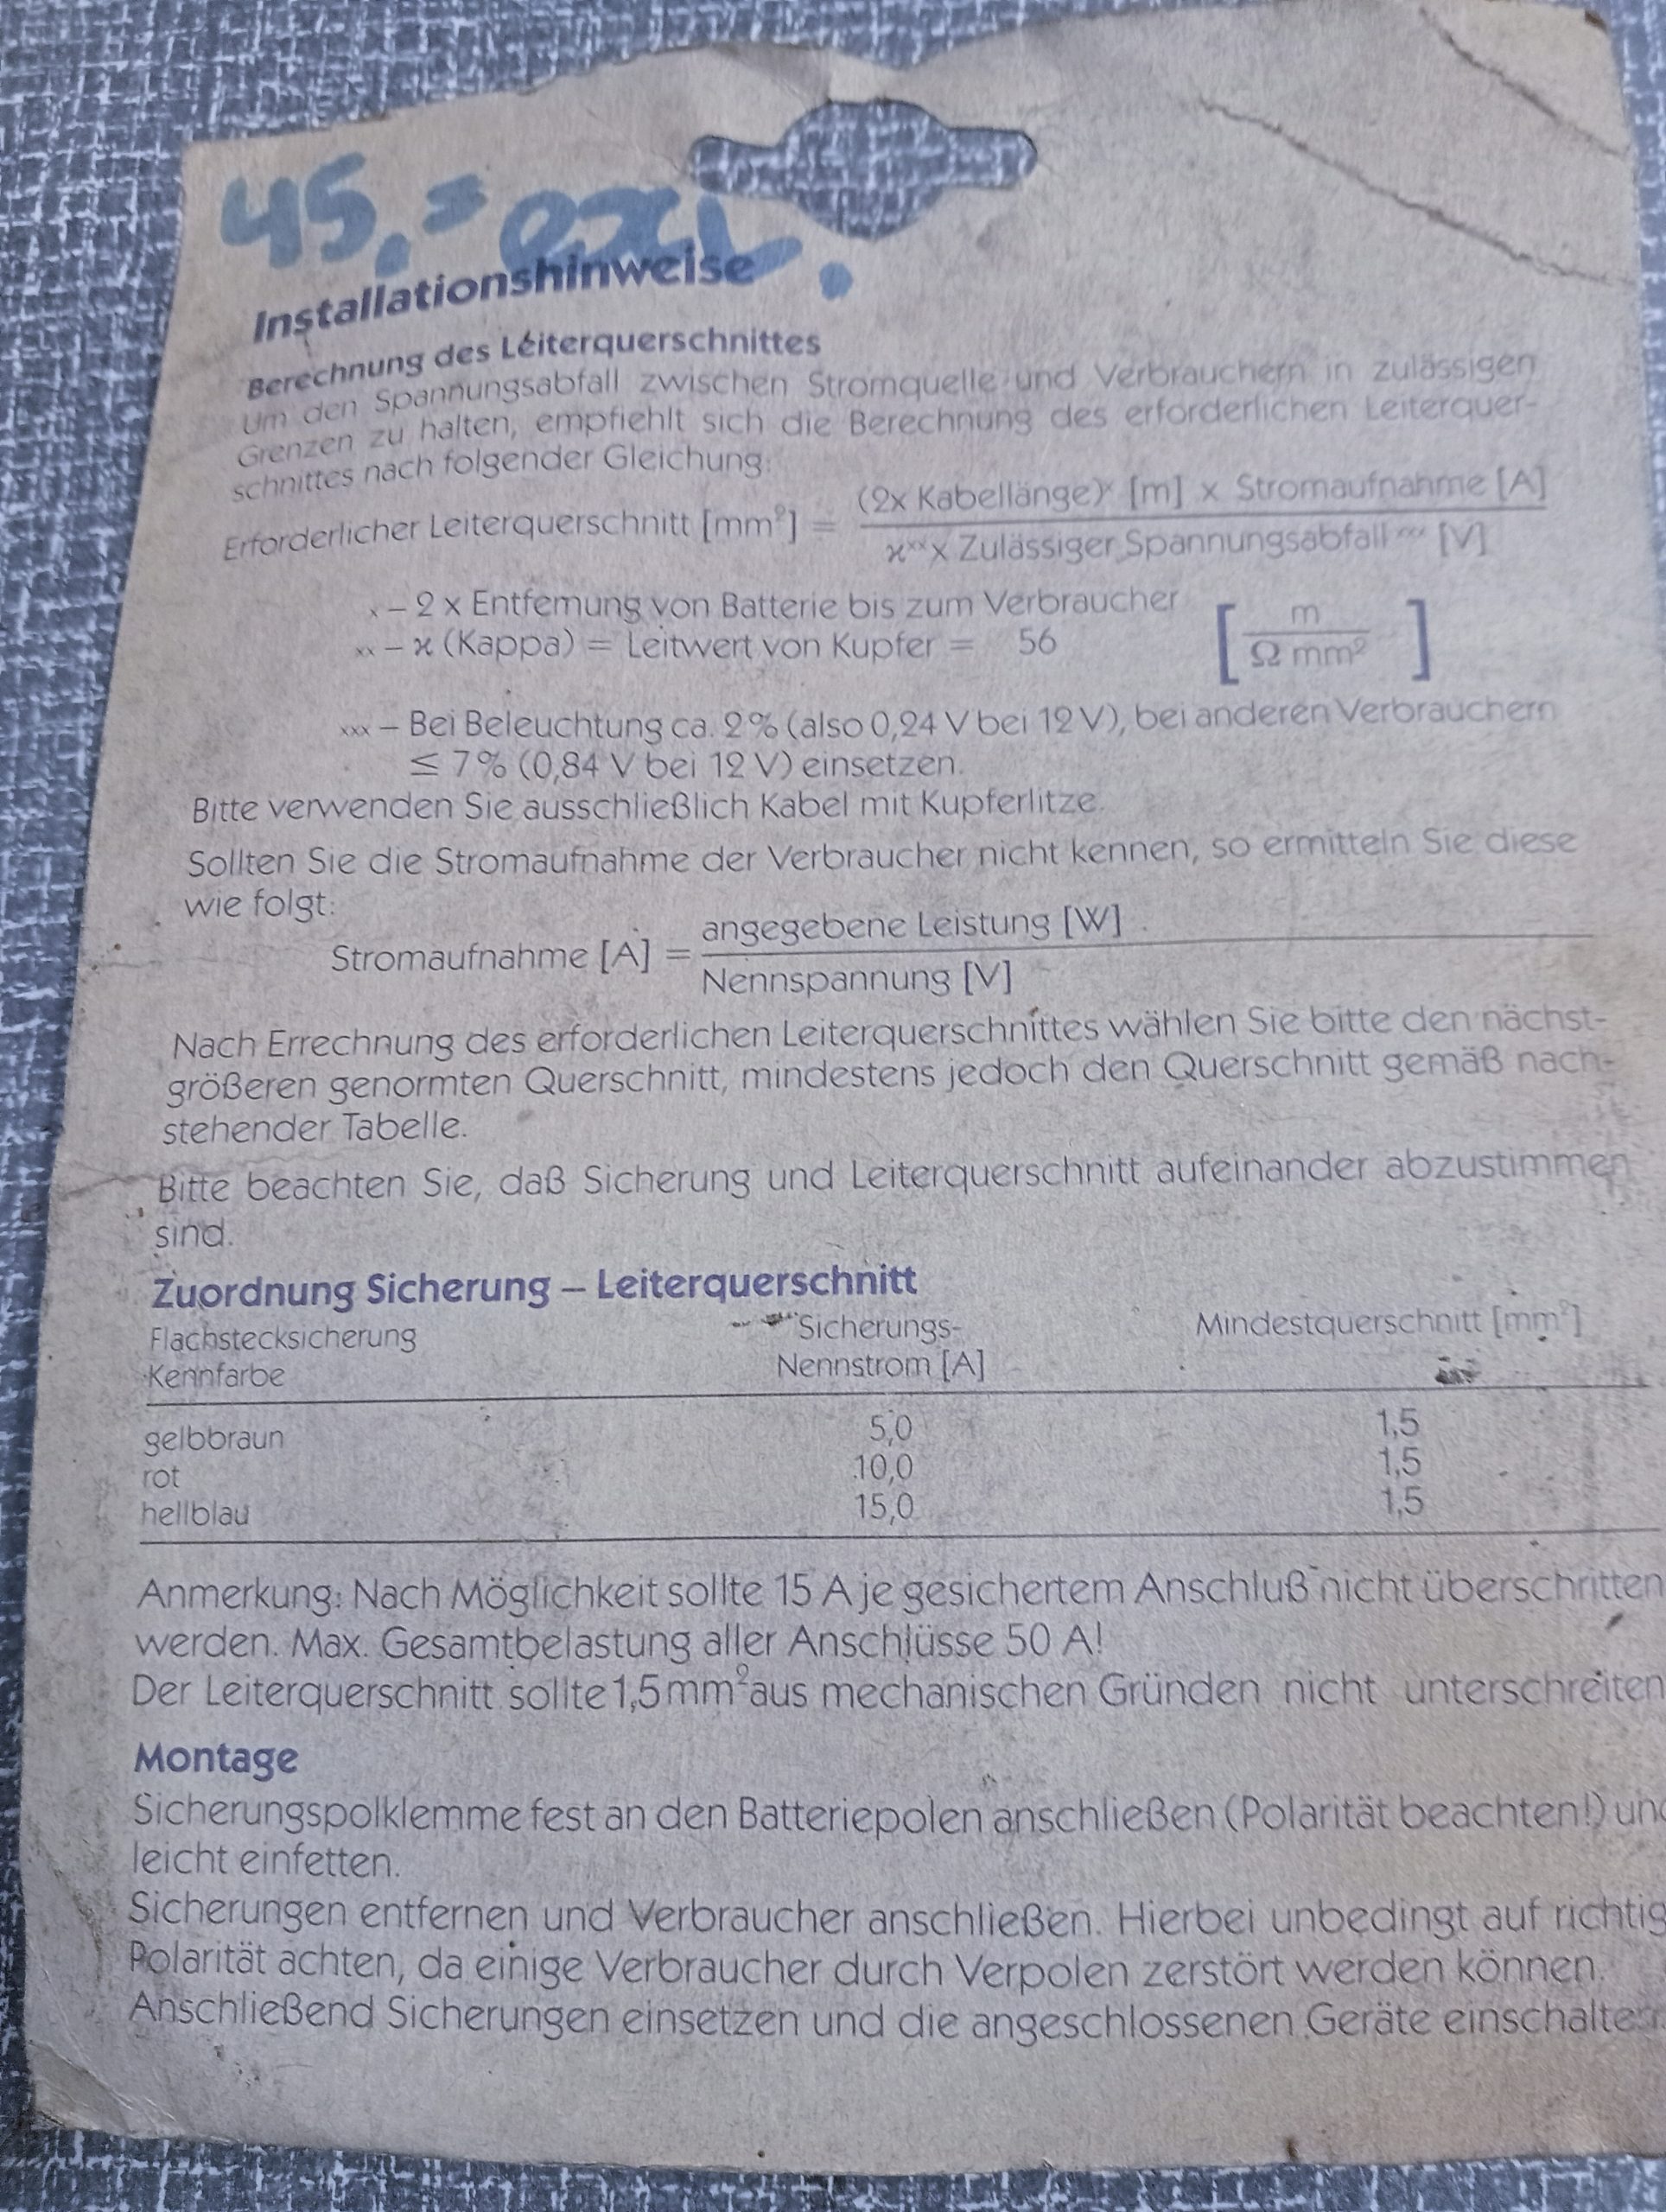 45,= exl.
Installationshinweise
Berechnung des Leiterquerschnittes
Um den Spannungsabfall zwischen Stromquelle und Verbrauchern in zulässigen
Grenzen zu halten, empfiehlt sich die Berechnung des erforderlichen Leiterquer-
schnittes nach folgender Gleichung:
Erforderlicher Leiterquerschnitt [mm²] = (2x Kabellänge)ˣ [m] x Stromaufnahme [A]
ϰˣˣ x Zulässiger Spannungsabfall ˣˣˣ [V]
x – 2 x Entfernung von Batterie bis zum Verbraucher
xx – ϰ (Kappa) = Leitwert von Kupfer = 56 [ m / Ω mm² ]
xxx – Bei Beleuchtung ca. 2% (also 0,24 V bei 12 V), bei anderen Verbrauchern
≤ 7% (0,84 V bei 12 V) einsetzen.
Bitte verwenden Sie ausschließlich Kabel mit Kupferlitze.
Sollten Sie die Stromaufnahme der Verbraucher nicht kennen, so ermitteln Sie diese
wie folgt:
Stromaufnahme [A] = angegebene Leistung [W]
Nennspannung [V]
Nach Errechnung des erforderlichen Leiterquerschnittes wählen Sie bitte den nächst-
größeren genormten Querschnitt, mindestens jedoch den Querschnitt gemäß nach-
stehender Tabelle.
Bitte beachten Sie, daß Sicherung und Leiterquerschnitt aufeinander abzustimmen
sind.
Zuordnung Sicherung – Leiterquerschnitt
Flachstecksicherung Sicherungs- Mindestquerschnitt [mm²]
Kennfarbe Nennstrom [A]
gelbbraun 5,0 1,5
rot 10,0 1,5
hellblau 15,0 1,5
Anmerkung: Nach Möglichkeit sollte 15 A je gesichertem Anschluß nicht überschritten
werden. Max. Gesamtbelastung aller Anschlüsse 50 A!
Der Leiterquerschnitt sollte 1,5 mm² aus mechanischen Gründen nicht unterschreiten
Montage
Sicherungspolklemme fest an den Batteriepolen anschließen (Polarität beachten!) und
leicht einfetten.
Sicherungen entfernen und Verbraucher anschließen. Hierbei unbedingt auf richtig
Polarität achten, da einige Verbraucher durch Verpolen zerstört werden können.
Anschließend Sicherungen einsetzen und die angeschlossenen Geräte einschalten.